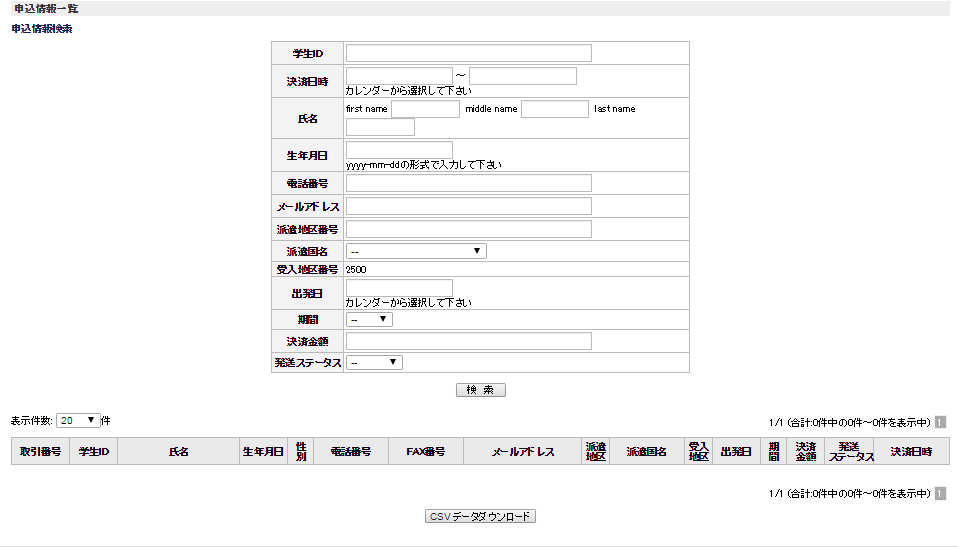 申込情報一覧
申込情報検索
学生ID
決済日時 ～
カレンダーから選択して下さい
氏名 first name middle name last name
生年月日
yyyy-mm-ddの形式で入力して下さい
電話番号
メールアドレス
派遣地区番号
派遣国名 --
受入地区番号 2500
出発日
カレンダーから選択して下さい
期間 --
決済金額
発送ステータス --
検 索
表示件数: 20 件
1/1 (合計:0件中の0件～0件を表示中) 1
取引番号 学生ID 氏名 生年月日 性別 電話番号 FAX番号 メールアドレス 派遣地区 派遣国名 受入地区 出発日 期間 決済金額 発送ステータス 決済日時
1/1 (合計:0件中の0件～0件を表示中) 1
CSVデータダウンロード